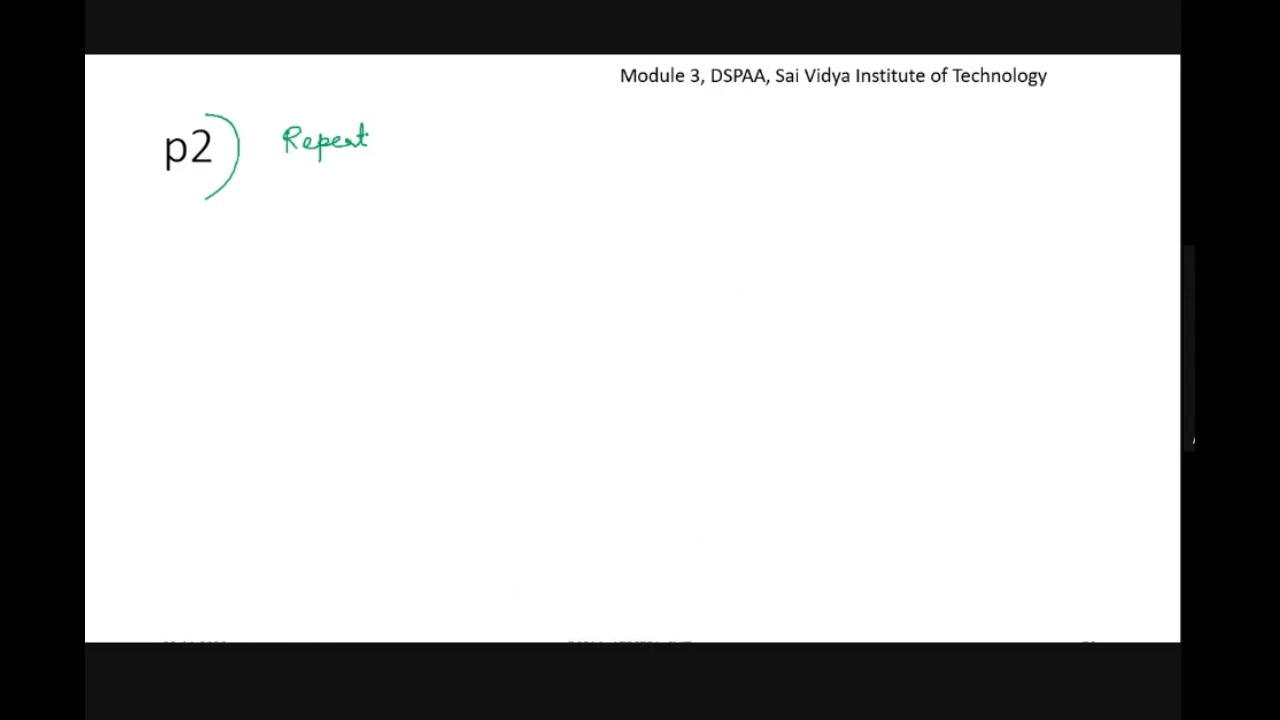 Module 3, DSPAA, Sai Vidya Institute of Technology
p2) Repeat